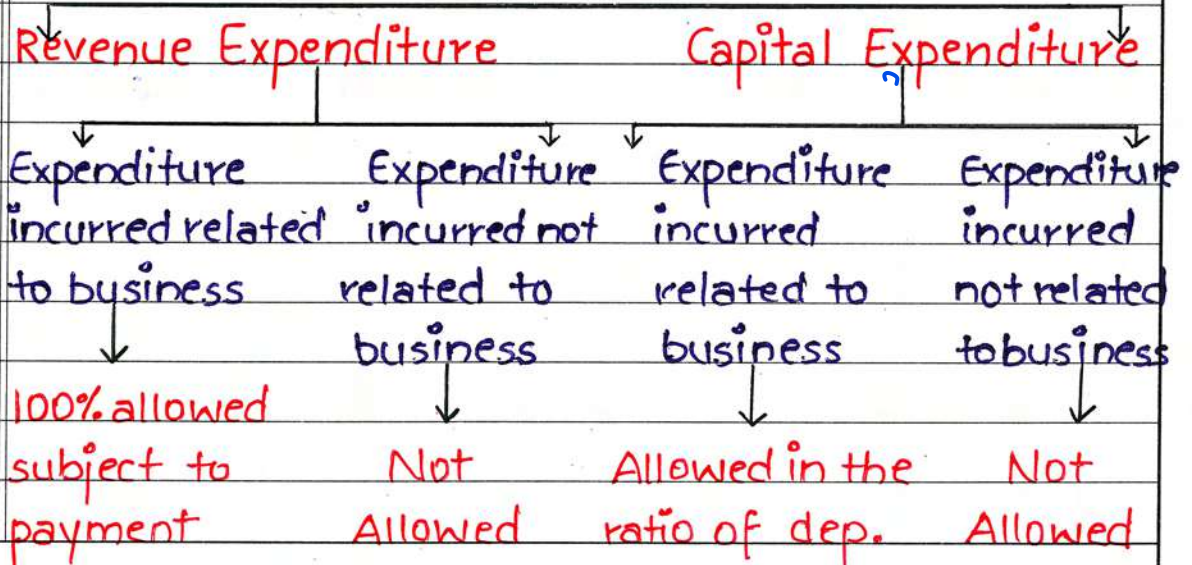 Revenue Expenditure
Capital Expenditure
Expenditure
incurred related
to business
100% allowed
subject to
payment
Expenditure
incurred not
related to
business
Not
Allowed
Expenditure
incurred
related to
business
Allowed in the
ratio of dep.
Expenditure
incurred
not related
to business
Not
Allowed